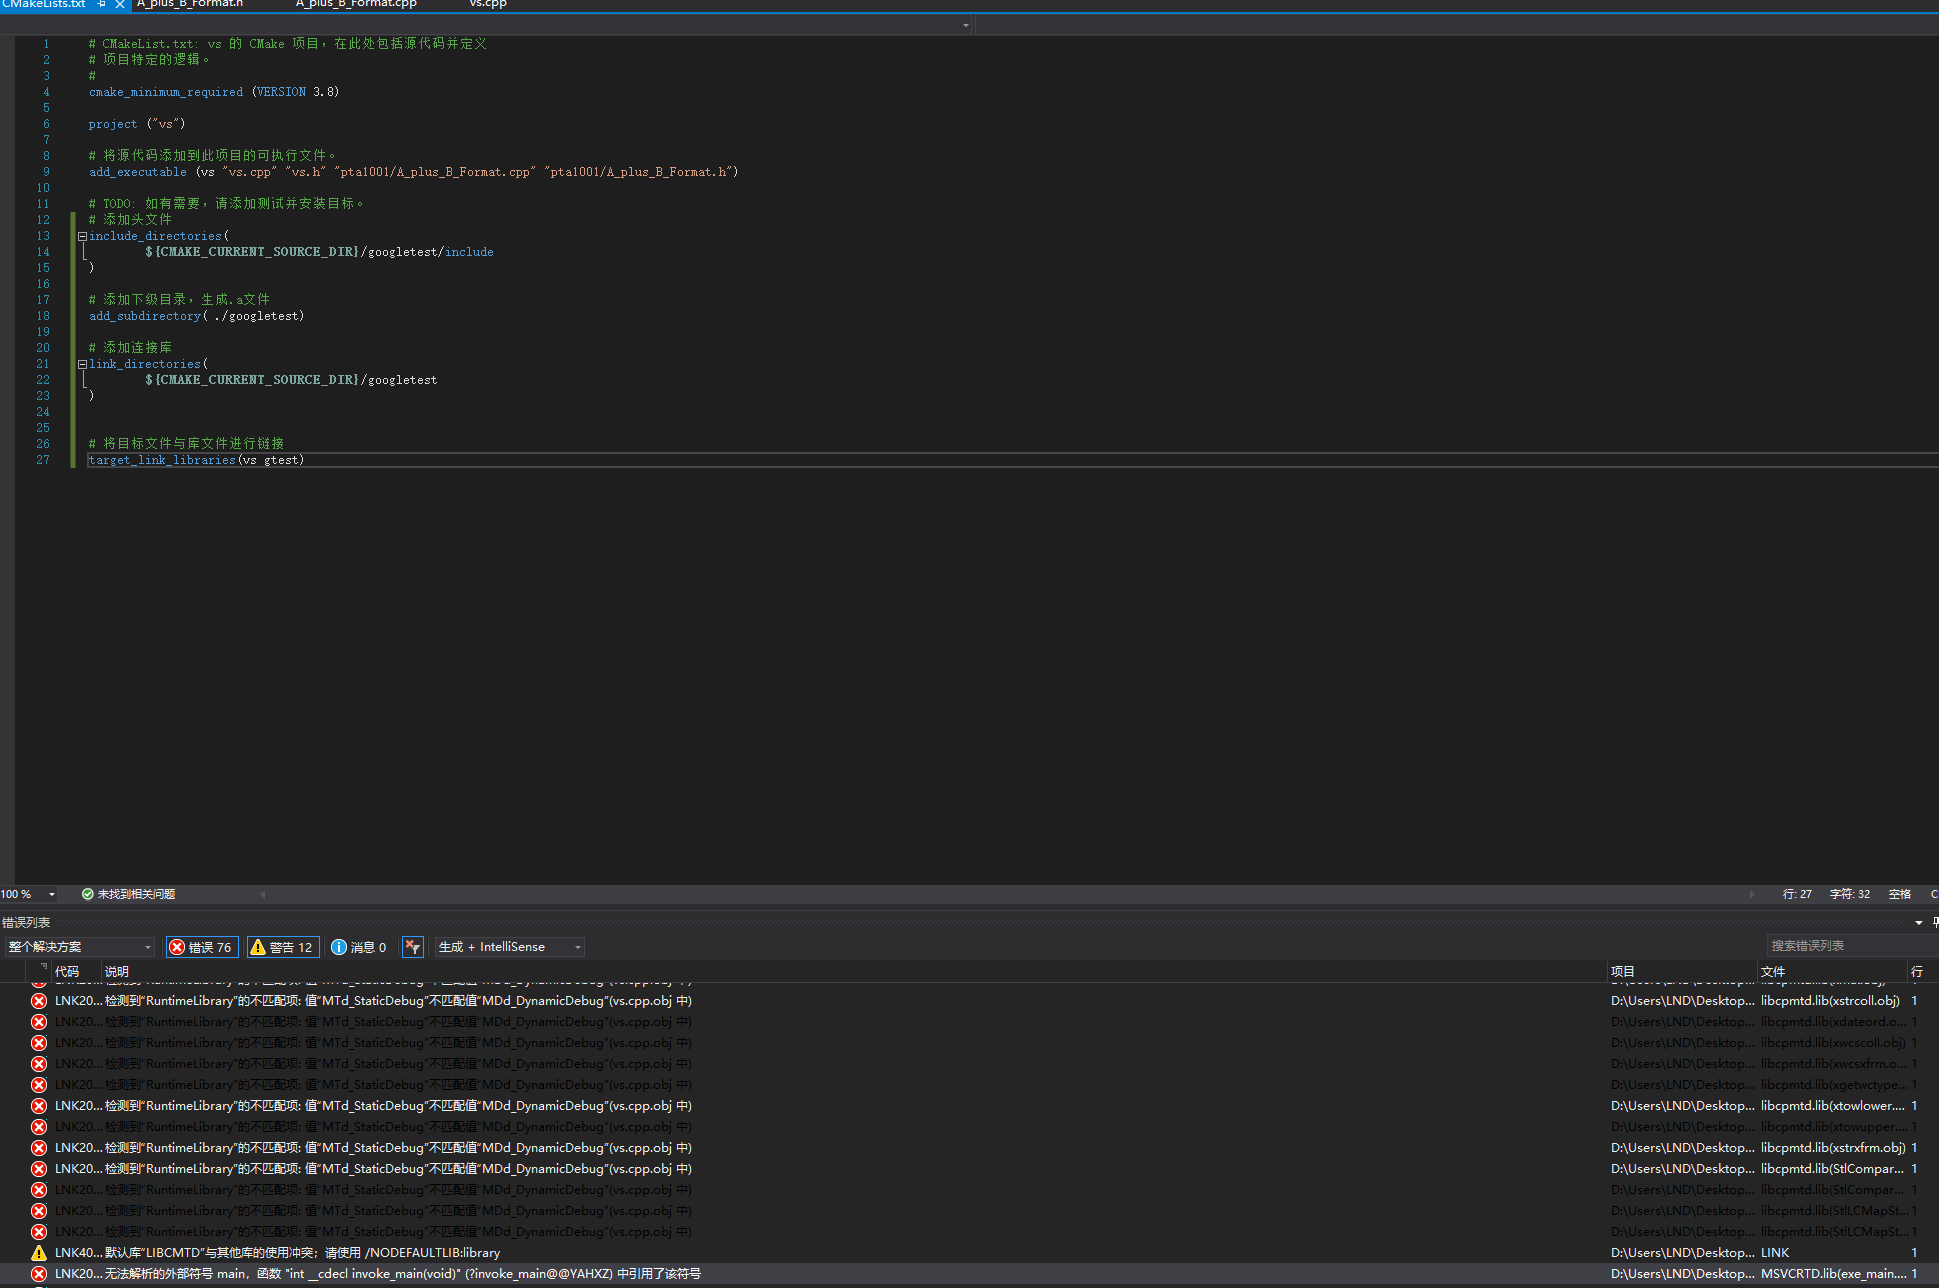 CMakeLists.txt A_plus_B_Format.h A_plus_B_Format.cpp vs.cpp
1 # CMakeList.txt: vs 的 CMake 项目，在此处包括源代码并定义
2 # 项目特定的逻辑。
3 #
4 cmake_minimum_required (VERSION 3.8)
5
6 project ("vs")
7
8 # 将源代码添加到此项目的可执行文件。
9 add_executable (vs "vs.cpp" "vs.h" "pta1001/A_plus_B_Format.cpp" "pta1001/A_plus_B_Format.h")
10
11 # TODO: 如有需要，请添加测试并安装目标。
12 # 添加头文件
13 include_directories(
14 ${CMAKE_CURRENT_SOURCE_DIR}/googletest/include
15 )
16
17 # 添加下级目录，生成.a文件
18 add_subdirectory( ./googletest)
19
20 # 添加连接库
21 link_directories(
22 ${CMAKE_CURRENT_SOURCE_DIR}/googletest
23 )
24
25
26 # 将目标文件与库文件进行链接
27 target_link_libraries(vs gtest)
100 % 未找到相关问题 行: 27 字符: 32 空格
错误列表
整个解决方案 错误 76 警告 12 消息 0 生成 + IntelliSense 搜索错误列表
代码 说明 项目 文件 行
LNK20... 检测到“RuntimeLibrary”的不匹配项: 值“MTd_StaticDebug”不匹配值“MDd_DynamicDebug”(vs.cpp.obj 中) D:\Users\LND\Desktop... libcpmtd.lib(xstrcoll.obj) 1
LNK20... 检测到“RuntimeLibrary”的不匹配项: 值“MTd_StaticDebug”不匹配值“MDd_DynamicDebug”(vs.cpp.obj 中) D:\Users\LND\Desktop... libcpmtd.lib(xdateord.o... 1
LNK20... 检测到“RuntimeLibrary”的不匹配项: 值“MTd_StaticDebug”不匹配值“MDd_DynamicDebug”(vs.cpp.obj 中) D:\Users\LND\Desktop... libcpmtd.lib(xwcscoll.obj) 1
LNK20... 检测到“RuntimeLibrary”的不匹配项: 值“MTd_StaticDebug”不匹配值“MDd_DynamicDebug”(vs.cpp.obj 中) D:\Users\LND\Desktop... libcpmtd.lib(xwcsxfrm.o... 1
LNK20... 检测到“RuntimeLibrary”的不匹配项: 值“MTd_StaticDebug”不匹配值“MDd_DynamicDebug”(vs.cpp.obj 中) D:\Users\LND\Desktop... libcpmtd.lib(xgetwctype... 1
LNK20... 检测到“RuntimeLibrary”的不匹配项: 值“MTd_StaticDebug”不匹配值“MDd_DynamicDebug”(vs.cpp.obj 中) D:\Users\LND\Desktop... libcpmtd.lib(xtowlower.... 1
LNK20... 检测到“RuntimeLibrary”的不匹配项: 值“MTd_StaticDebug”不匹配值“MDd_DynamicDebug”(vs.cpp.obj 中) D:\Users\LND\Desktop... libcpmtd.lib(xtowupper.... 1
LNK20... 检测到“RuntimeLibrary”的不匹配项: 值“MTd_StaticDebug”不匹配值“MDd_DynamicDebug”(vs.cpp.obj 中) D:\Users\LND\Desktop... libcpmtd.lib(xstrxfrm.obj) 1
LNK20... 检测到“RuntimeLibrary”的不匹配项: 值“MTd_StaticDebug”不匹配值“MDd_DynamicDebug”(vs.cpp.obj 中) D:\Users\LND\Desktop... libcpmtd.lib(StlCompar... 1
LNK20... 检测到“RuntimeLibrary”的不匹配项: 值“MTd_StaticDebug”不匹配值“MDd_DynamicDebug”(vs.cpp.obj 中) D:\Users\LND\Desktop... libcpmtd.lib(StlCompar... 1
LNK20... 检测到“RuntimeLibrary”的不匹配项: 值“MTd_StaticDebug”不匹配值“MDd_DynamicDebug”(vs.cpp.obj 中) D:\Users\LND\Desktop... libcpmtd.lib(StlLCMapSt... 1
LNK20... 检测到“RuntimeLibrary”的不匹配项: 值“MTd_StaticDebug”不匹配值“MDd_DynamicDebug”(vs.cpp.obj 中) D:\Users\LND\Desktop... libcpmtd.lib(StlLCMapSt... 1
LNK40... 默认库“LIBCMTD”与其他库的使用冲突；请使用 /NODEFAULTLIB:library D:\Users\LND\Desktop... LINK 1
LNK20... 无法解析的外部符号 main，函数 "int __cdecl invoke_main(void)" (?invoke_main@@YAHXZ) 中引用了该符号 D:\Users\LND\Desktop... MSVCRTD.lib(exe_main.... 1